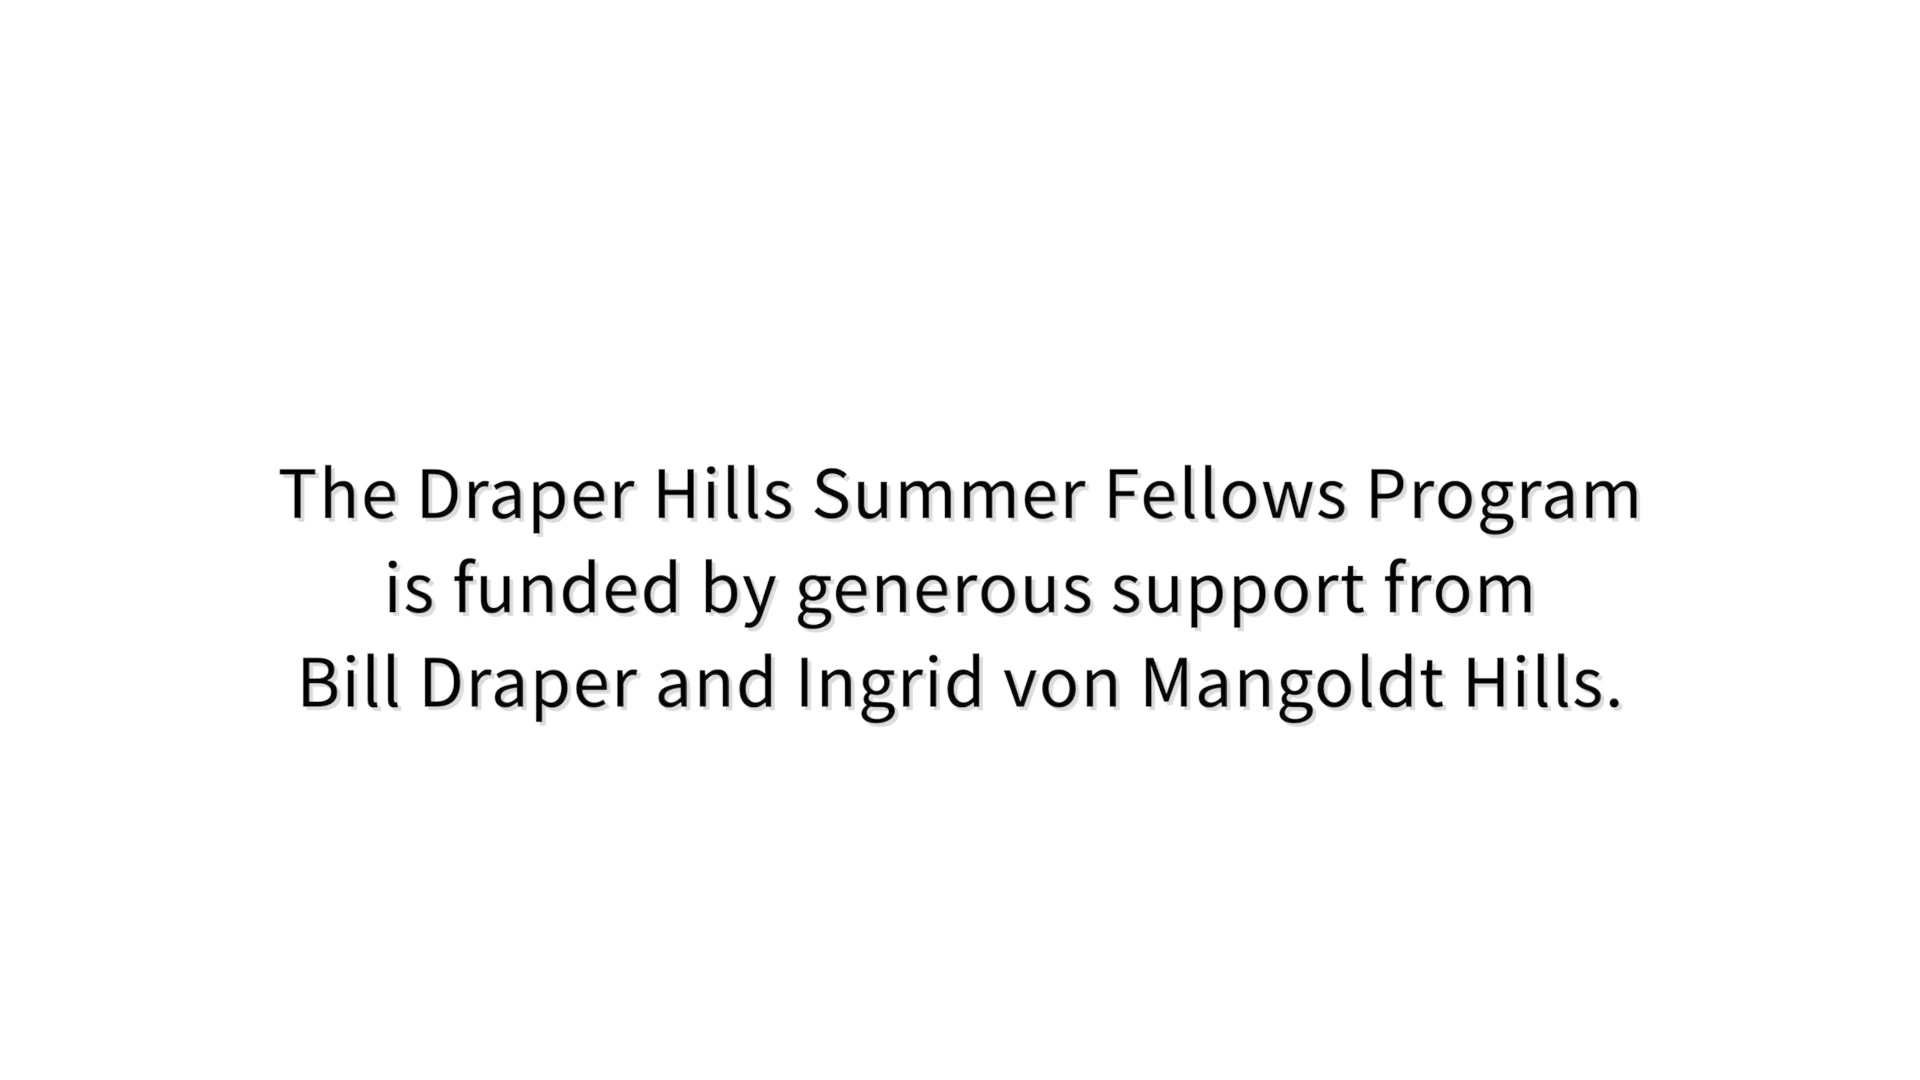 The Draper Hills Summer Fellows Program
is funded by generous support from
Bill Draper and Ingrid von Mangoldt Hills.